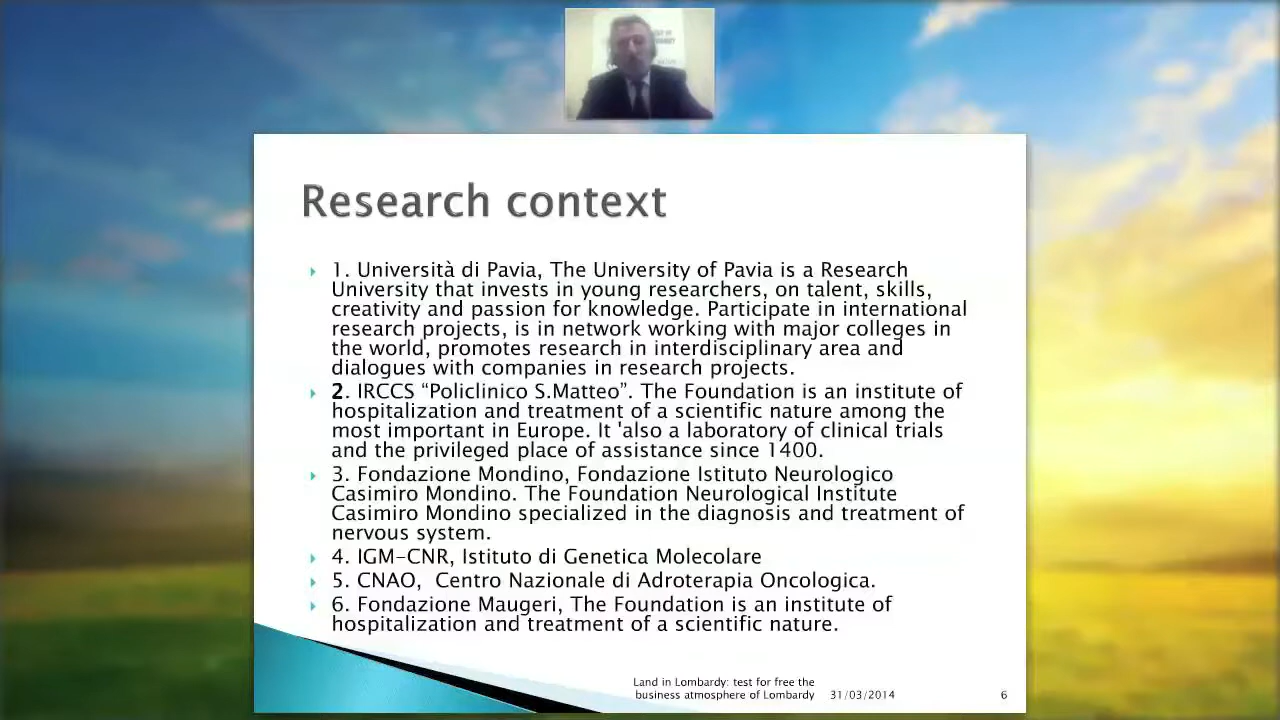 Research context
1. Università di Pavia, The University of Pavia is a Research
University that invests in young researchers, on talent, skills,
creativity and passion for knowledge. Participate in international
research projects, is in network working with major colleges in
the world, promotes research in interdisciplinary area and
dialogues with companies in research projects.
2. IRCCS “Policlinico S.Matteo”. The Foundation is an institute of
hospitalization and treatment of a scientific nature among the
most important in Europe. It 'also a laboratory of clinical trials
and the privileged place of assistance since 1400.
3. Fondazione Mondino, Fondazione Istituto Neurologico
Casimiro Mondino. The Foundation Neurological Institute
Casimiro Mondino specialized in the diagnosis and treatment of
nervous system.
4. IGM-CNR, Istituto di Genetica Molecolare
5. CNAO, Centro Nazionale di Adroterapia Oncologica.
6. Fondazione Maugeri, The Foundation is an institute of
hospitalization and treatment of a scientific nature.
Land in Lombardy: test for free the
business atmosphere of Lombardy 31/03/2014 6